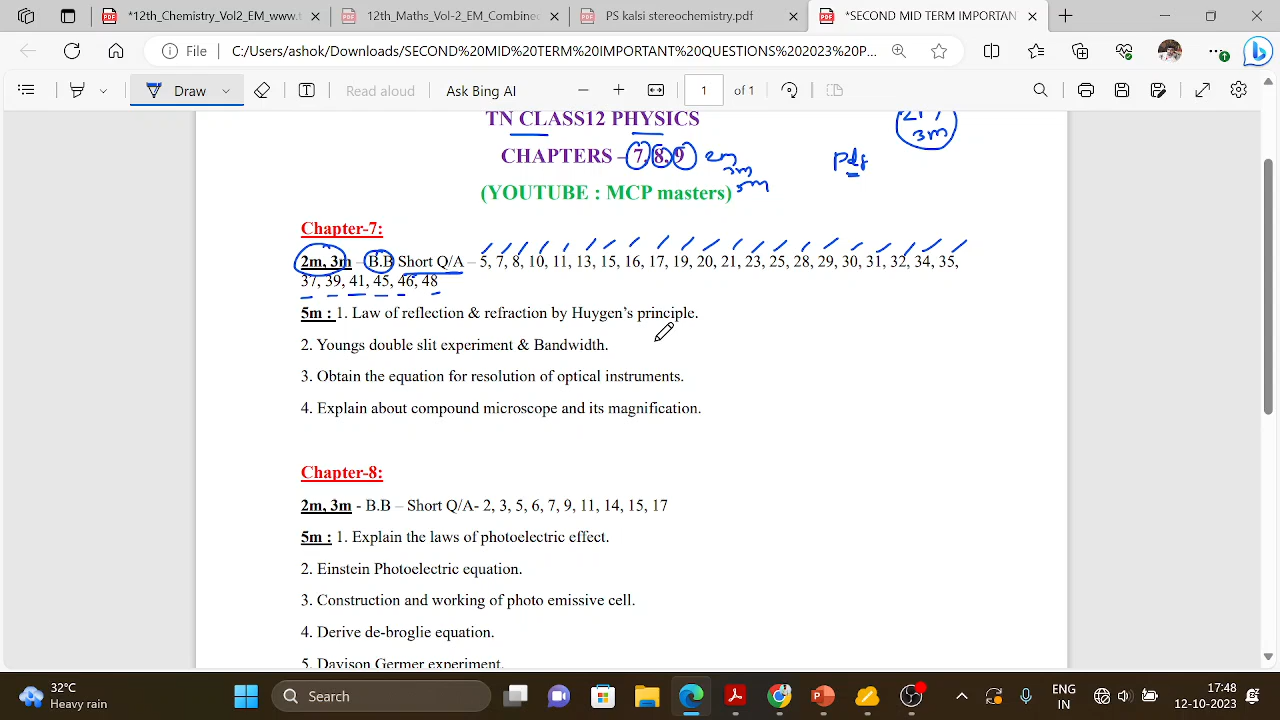 *12th_Chemistry_Vol2_EM_www.t
12th_Maths_Vol-2_EM_Combine
PS kalsi stereochemistry.pdf
*SECOND MID TERM IMPORTANT
File
C:/Users/ashok/Downloads/SECOND%20MID%20TERM%20IMPORTANT%20QUESTIONS%202023%20P...
Draw
Read aloud
Ask Bing AI
1
of 1
TN CLASS12 PHYSICS
3m
CHAPTERS – 7, 8, 9
2m
3m
5m
pdf
(YOUTUBE : MCP masters)
Chapter-7:
2m, 3m – B.B Short Q/A – 5, 7, 8, 10, 11, 13, 15, 16, 17, 19, 20, 21, 23, 25, 28, 29, 30, 31, 32, 34, 35,
37, 39, 41, 45, 46, 48
5m : 1. Law of reflection & refraction by Huygen’s principle.
2. Youngs double slit experiment & Bandwidth.
3. Obtain the equation for resolution of optical instruments.
4. Explain about compound microscope and its magnification.
Chapter-8:
2m, 3m - B.B – Short Q/A- 2, 3, 5, 6, 7, 9, 11, 14, 15, 17
5m : 1. Explain the laws of photoelectric effect.
2. Einstein Photoelectric equation.
3. Construction and working of photo emissive cell.
4. Derive de-broglie equation.
5. Davison Germer experiment.
32°C
Heavy rain
Search
ENG
IN
17:48
12-10-2023